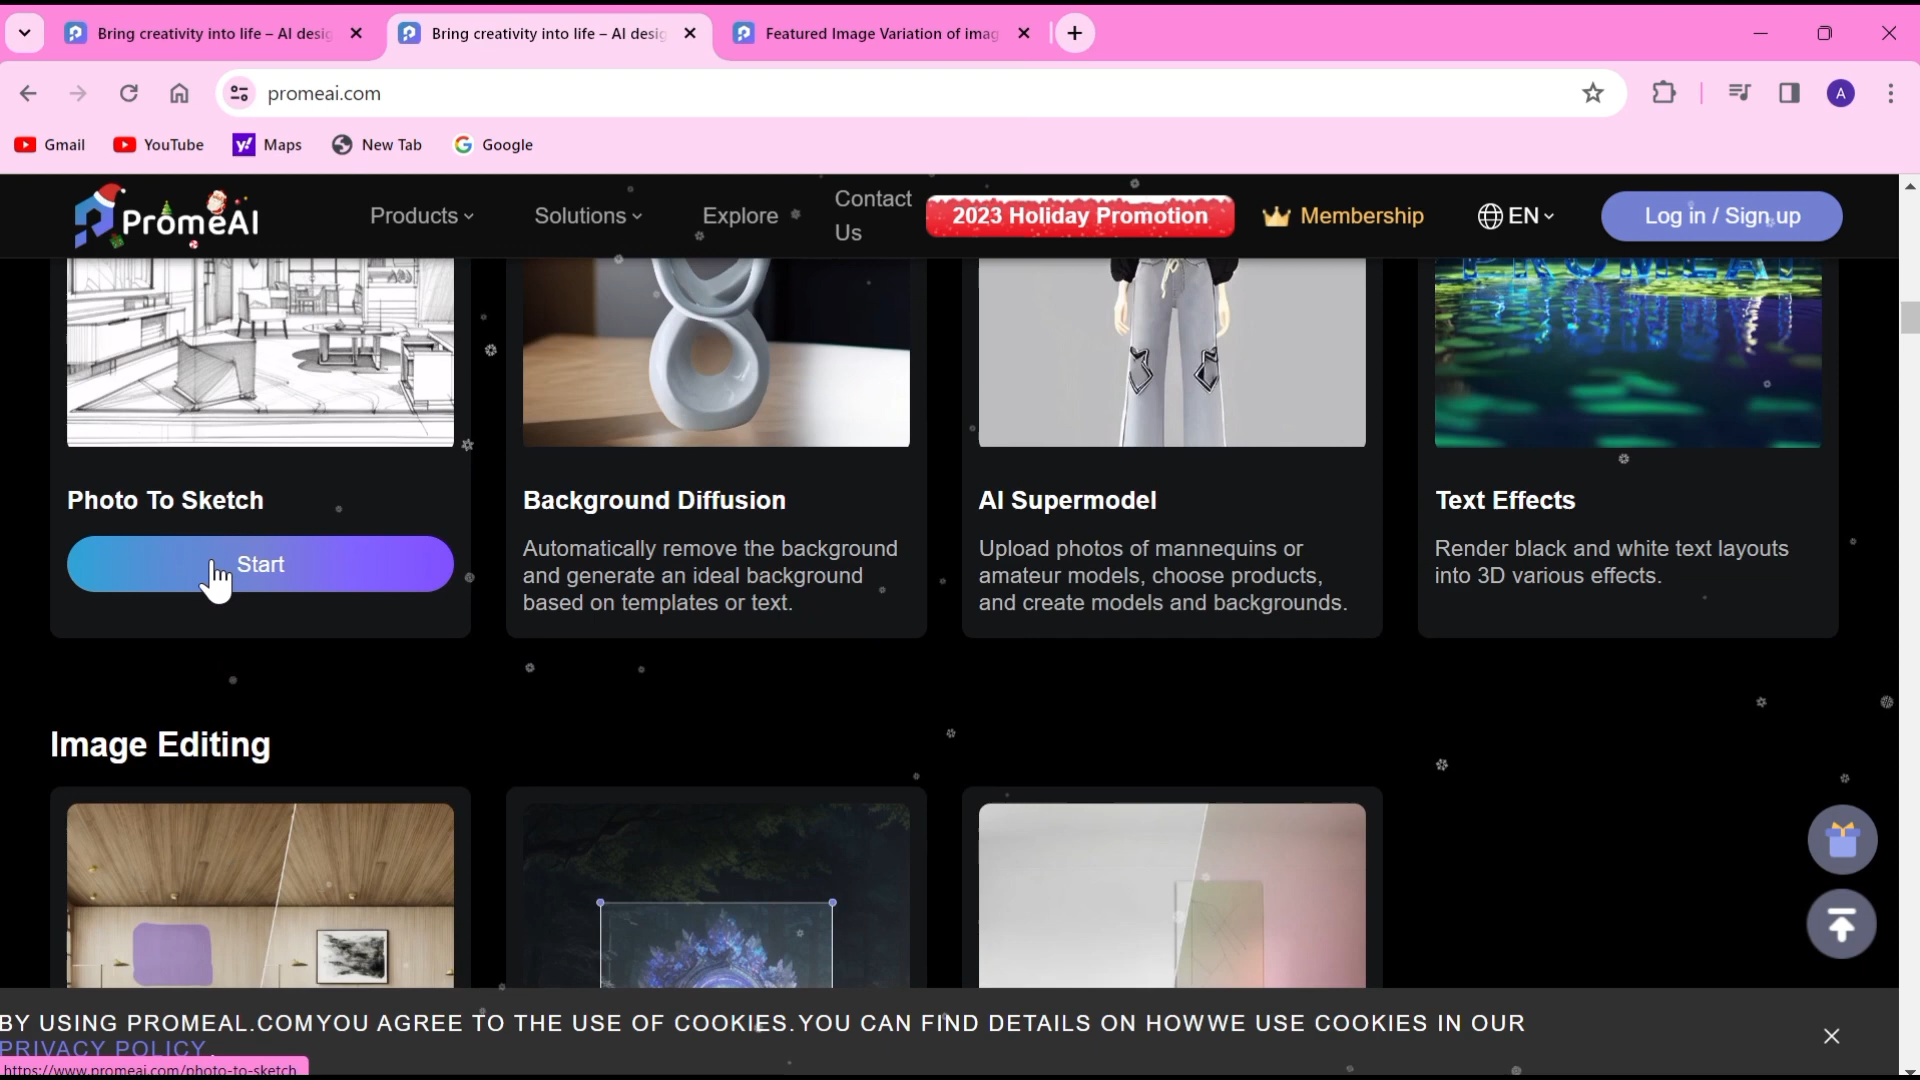 Bring creativity into life – AI desig
Bring creativity into life – AI desig
Featured Image Variation of imag
promeai.com
A
Gmail
YouTube
Maps
New Tab
Google
PromeAI
Products
Solutions
Explore
Contact
Us
2023 Holiday Promotion
Membership
EN
Log in / Sign up
Photo To Sketch
Start
Background Diffusion
Automatically remove the background
and generate an ideal background
based on templates or text.
AI Supermodel
Upload photos of mannequins or
amateur models, choose products,
and create models and backgrounds.
Text Effects
Render black and white text layouts
into 3D various effects.
Image Editing
BY USING PROMEAL.COMYOU AGREE TO THE USE OF COOKIES.YOU CAN FIND DETAILS ON HOWWE USE COOKIES IN OUR
PRIVACY POLICY.
https://www.promeai.com/photo-to-sketch